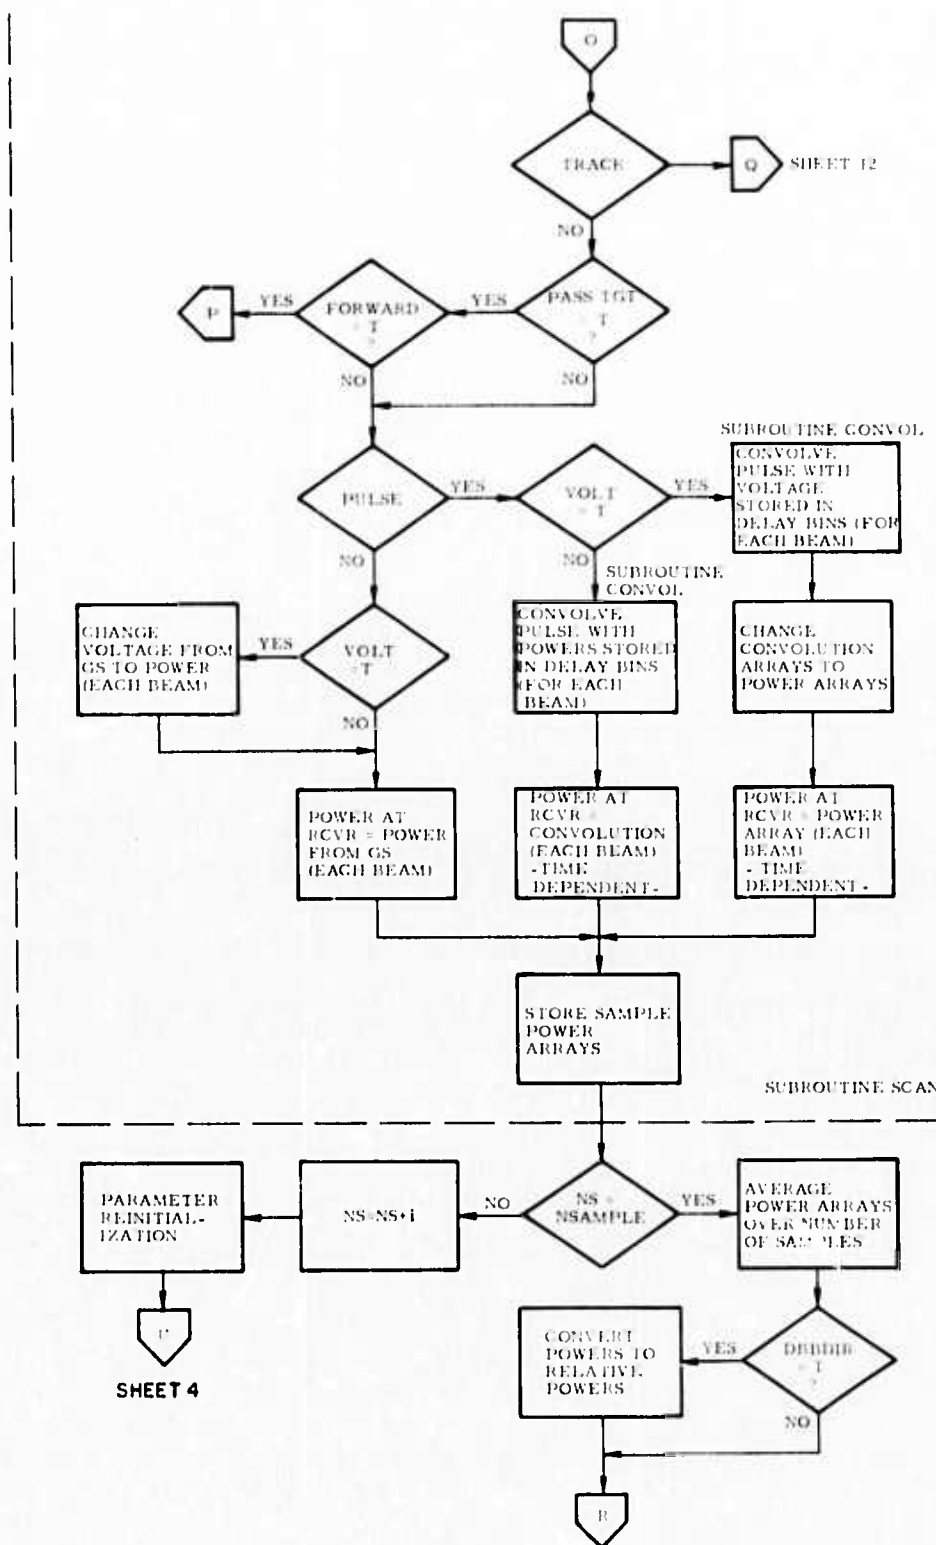 O
TRACE
Q
SHEET 12
NO
PASS TGT
= T
?
YES
FORWARD
= T
?
YES
P
NO
NO
PULSE
YES
VOLT
= T
YES
SUBROUTINE CONVOL
CONVOLVE
PULSE WITH
VOLTAGE
STORED IN
DELAY BINS (FOR
EACH BEAM)
NO
NO
SUBROUTINE
CONVOL
CONVOLVE
PULSE WITH
POWERS STORED
IN DELAY BINS
(FOR EACH
BEAM)
CHANGE
CONVOLUTION
ARRAYS TO
POWER ARRAYS
VOLT
=T
YES
CHANGE
VOLTAGE FROM
GS TO POWER
(EACH BEAM)
NO
POWER AT
RCVR = POWER
FROM GS
(EACH BEAM)
POWER AT
RCVR =
CONVOLUTION
(EACH BEAM)
-TIME
DEPENDENT-
POWER AT
RCVR = POWER
ARRAY (EACH
BEAM)
- TIME
DEPENDENT-
STORE SAMPLE
POWER
ARRAYS
SUBROUTINE SCAN
NS =
NSAMPLE
NO
NS=NS+1
PARAMETER
REINITIAL-
IZATION
SHEET 4
YES
AVERAGE
POWER ARRAYS
OVER NUMBER
OF SAMPLES
DBBDIR
= T
?
YES
CONVERT
POWERS TO
RELATIVE
POWERS
NO
R